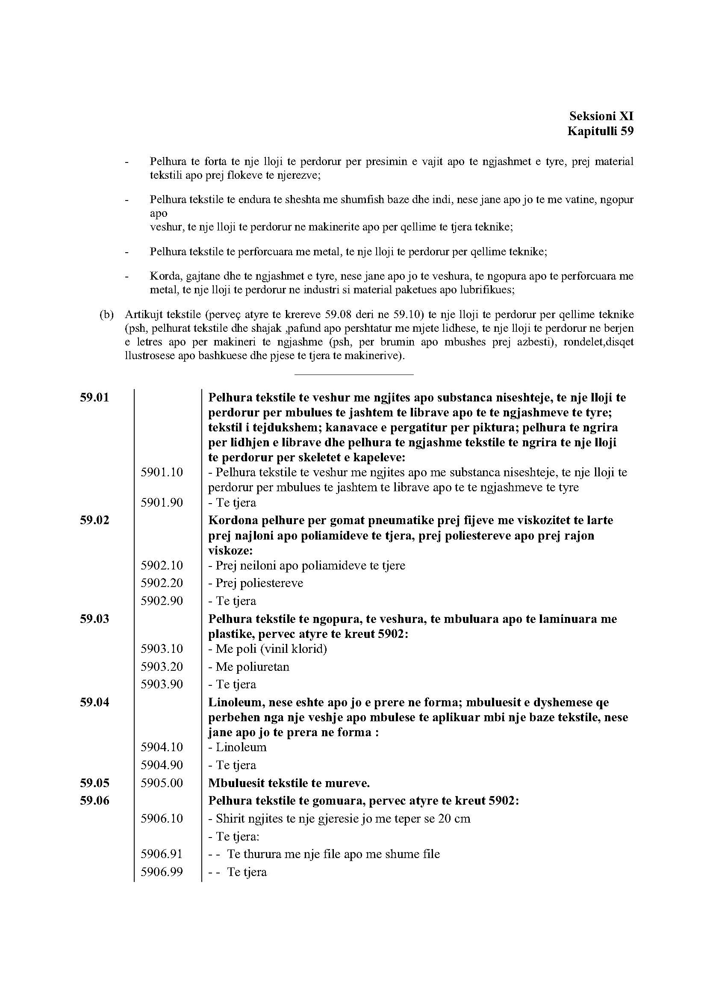 Seksioni XI
Kapitulli 59
- Pelhura te forta te nje lloji te perdorur per presimin e vajit apo te ngjashmet e tyre, prej material
tekstili apo prej flokeve te njerezve;
- Pelhura tekstile te endura te sheshta me shumfish baze dhe indi, nese jane apo jo te me vatine, ngopur
apo
veshur, te nje lloji te perdorur ne makinerite apo per qellime te tjera teknike;
- Pelhura tekstile te perforcuara me metal, te nje lloji te perdorur per qellime teknike;
- Korda, gajtane dhe te ngjashmet e tyre, nese jane apo jo te veshura, te ngopura apo te perforcuara me
metal, te nje lloji te perdorur ne industri si material paketues apo lubrifikues;
(b) Artikujt tekstile (perveç atyre te krereve 59.08 deri ne 59.10) te nje lloji te perdorur per qellime teknike
(psh, pelhurat tekstile dhe shajak ,pafund apo pershtatur me mjete lidhese, te nje lloji te perdorur ne berjen
e letres apo per makineri te ngjashme (psh, per brumin apo mbushes prej azbesti), rondelet,disqet
llustrosese apo bashkuese dhe pjese te tjera te makinerive).
59.01 Pelhura tekstile te veshur me ngjites apo substanca niseshteje, te nje lloji te
perdorur per mbulues te jashtem te librave apo te te ngjashmeve te tyre;
tekstil i tejdukshem; kanavace e pergatitur per piktura; pelhura te ngrira
per lidhjen e librave dhe pelhura te ngjashme tekstile te ngrira te nje lloji
te perdorur per skeletet e kapeleve:
5901.10 - Pelhura tekstile te veshur me ngjites apo me substanca niseshteje, te nje lloji te
perdorur per mbulues te jashtem te librave apo te te ngjashmeve te tyre
5901.90 - Te tjera
59.02 Kordona pelhure per gomat pneumatike prej fijeve me viskozitet te larte
prej najloni apo poliamideve te tjera, prej poliestereve apo prej rajon
viskoze:
5902.10 - Prej neiloni apo poliamideve te tjere
5902.20 - Prej poliestereve
5902.90 - Te tjera
59.03 Pelhura tekstile te ngopura, te veshura, te mbuluara apo te laminuara me
plastike, pervec atyre te kreut 5902:
5903.10 - Me poli (vinil klorid)
5903.20 - Me poliuretan
5903.90 - Te tjera
59.04 Linoleum, nese eshte apo jo e prere ne forma; mbuluesit e dyshemese qe
perbehen nga nje veshje apo mbulese te aplikuar mbi nje baze tekstile, nese
jane apo jo te prera ne forma :
5904.10 - Linoleum
5904.90 - Te tjera
59.05 5905.00 Mbuluesit tekstile te mureve.
59.06 Pelhura tekstile te gomuara, pervec atyre te kreut 5902:
5906.10 - Shirit ngjites te nje gjeresie jo me teper se 20 cm
- Te tjera:
5906.91 - - Te thurura me nje file apo me shume file
5906.99 - - Te tjera